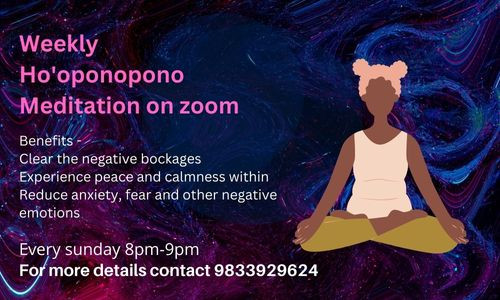 Weekly
Ho'oponopono
Meditation on zoom
Benefits -
Clear the negative bockages
Experience peace and calmness within
Reduce anxiety, fear and other negative
emotions
Every sunday 8pm-9pm
For more details contact 9833929624